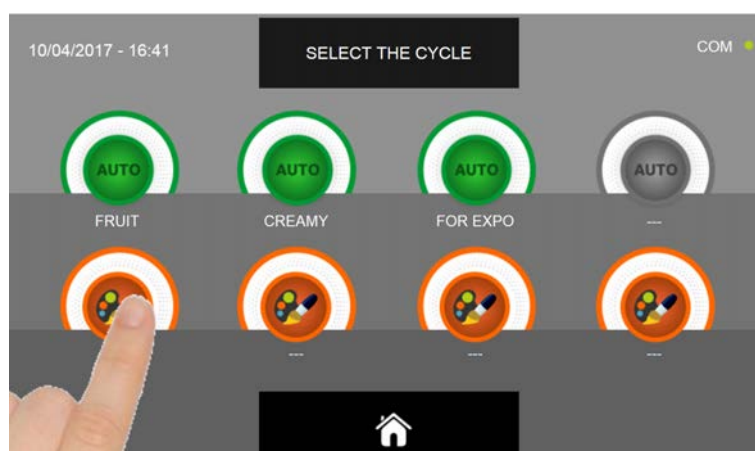 10/04/2017 - 16:41
SELECT THE CYCLE
COM
AUTO
AUTO
AUTO
AUTO
FRUIT
CREAMY
FOR EXPO
---
---
---
---